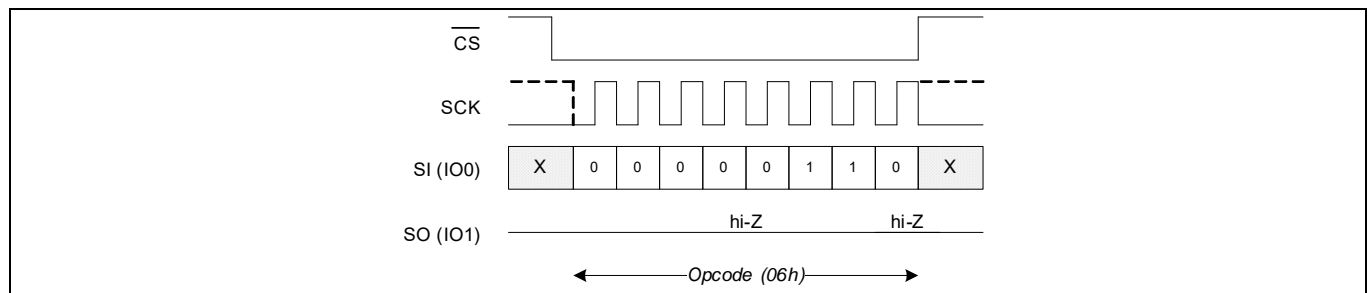 CS
SCK
SI (IO0) X 0 0 0 0 0 1 1 0 X
hi-Z hi-Z
SO (IO1)
Opcode (06h)